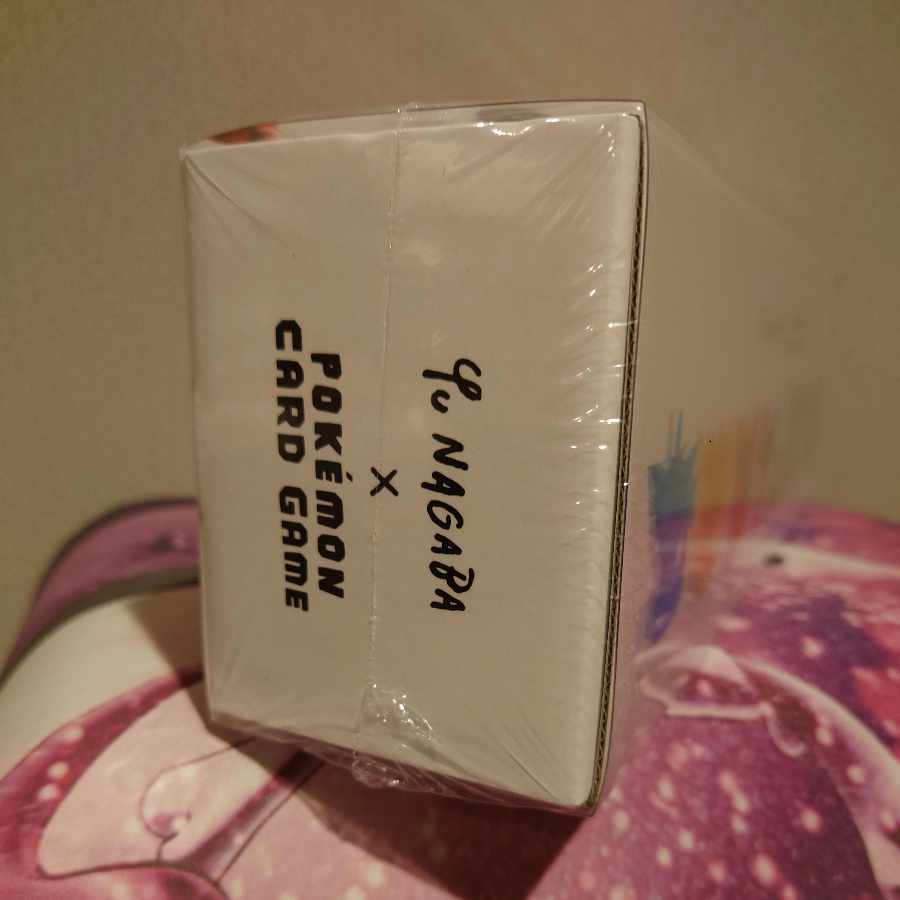 Yu NAGABA
×
POKÉMON
CARD GAME